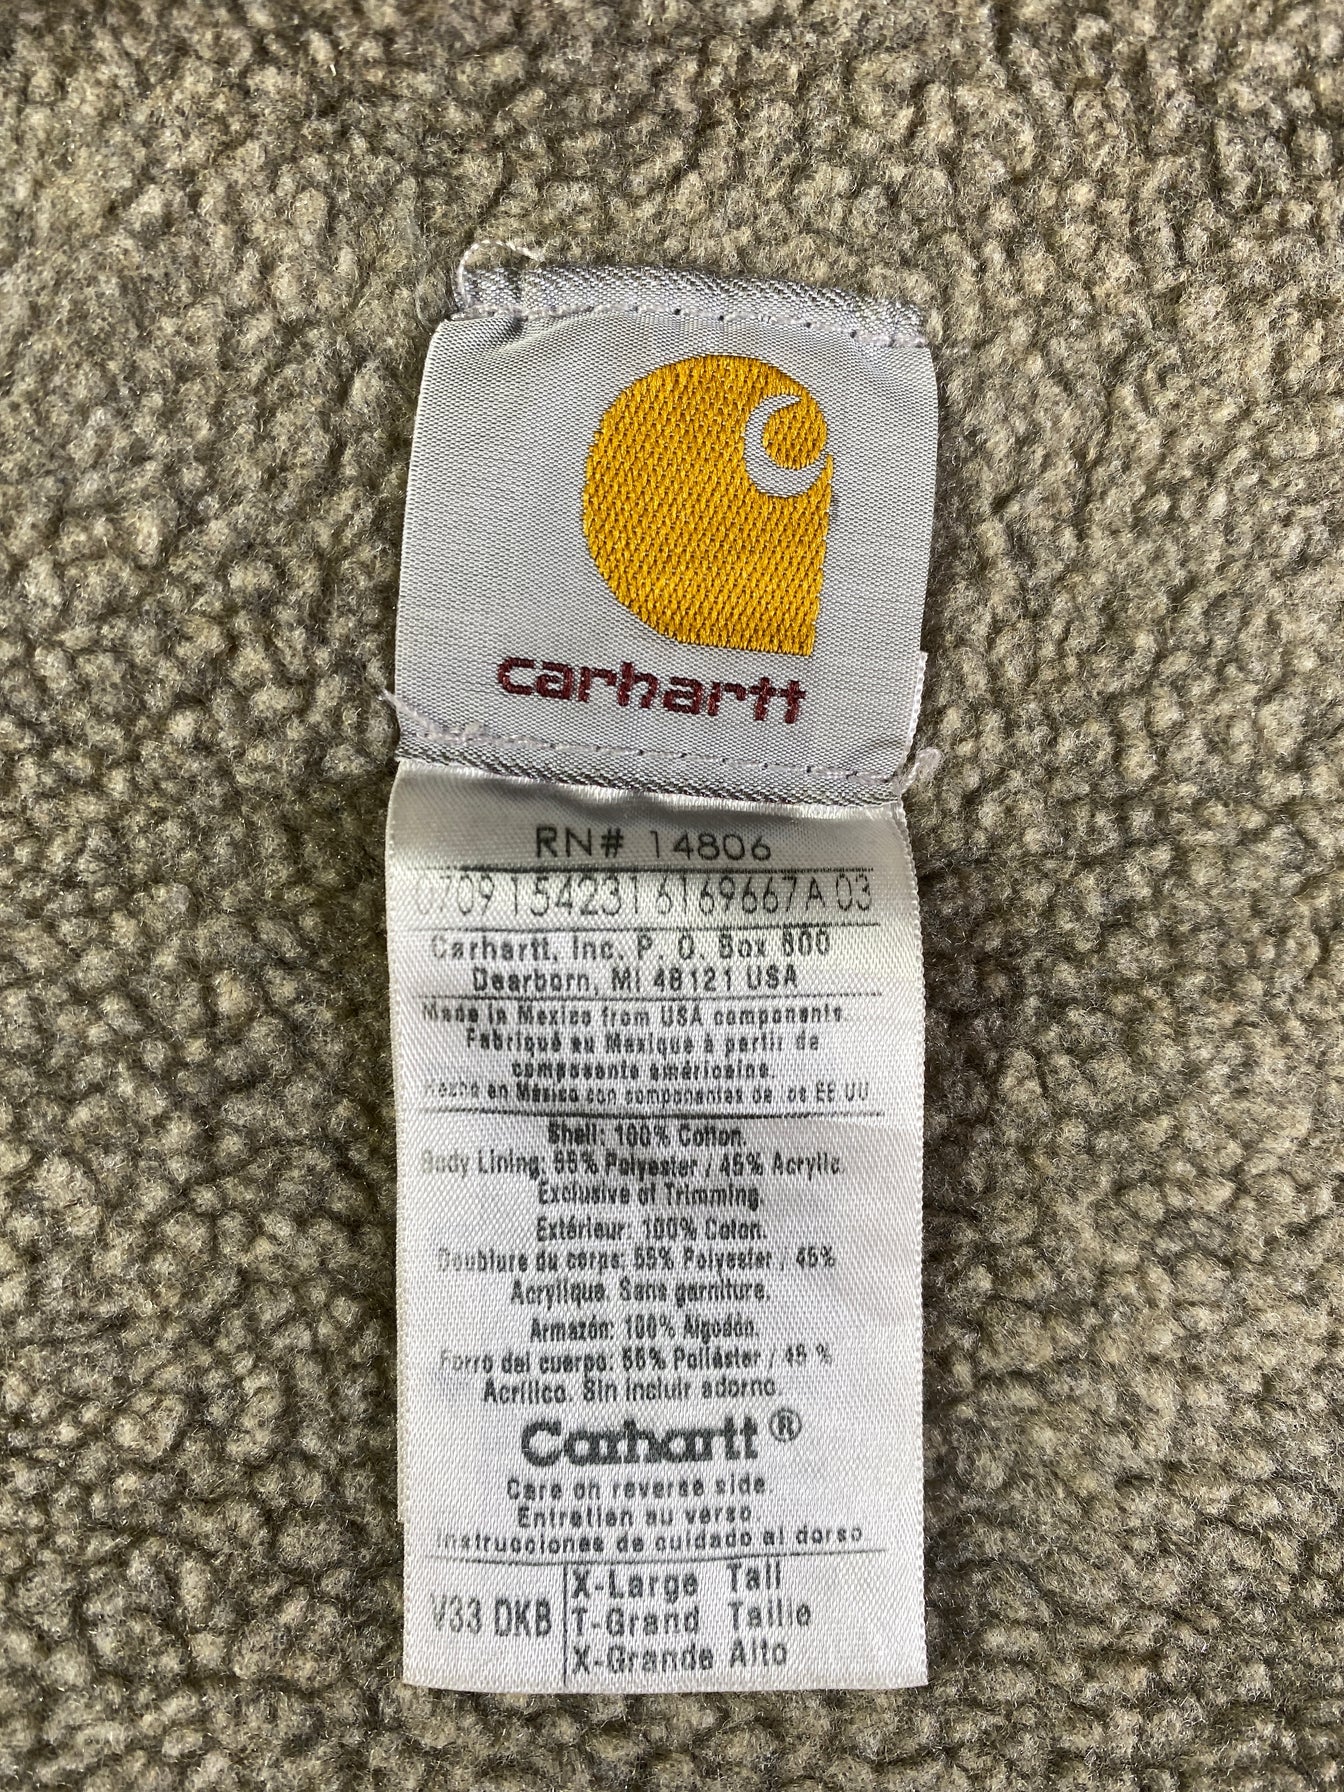 carhartt
RN# 14806
0709 154231 6169667A 03
Carhartt, Inc. P. O. Box 600
Dearborn, MI 48121 USA
Made in Mexico from USA components.
Fabriqué au Mexique à partir de
composants américains.
Hecho en Mexico con componentes de los EE UU
Shell: 100% Cotton.
Body Lining: 55% Polyester / 45% Acrylic.
Exclusive of Trimming.
Extérieur: 100% Coton.
Doublure du corps: 55% Polyester / 45%
Acrylique. Sans garniture.
Armazón: 100% Algodon.
Forro del cuerpo: 55% Poliéster / 45 %
Acrílico. Sin incluir adorno.
Carhartt®
Care on reverse side.
Entretien au verso.
Instrucciones de cuidado al dorso
V33 DKB
X-Large Tall
T-Grand Taille
X-Grande Alto